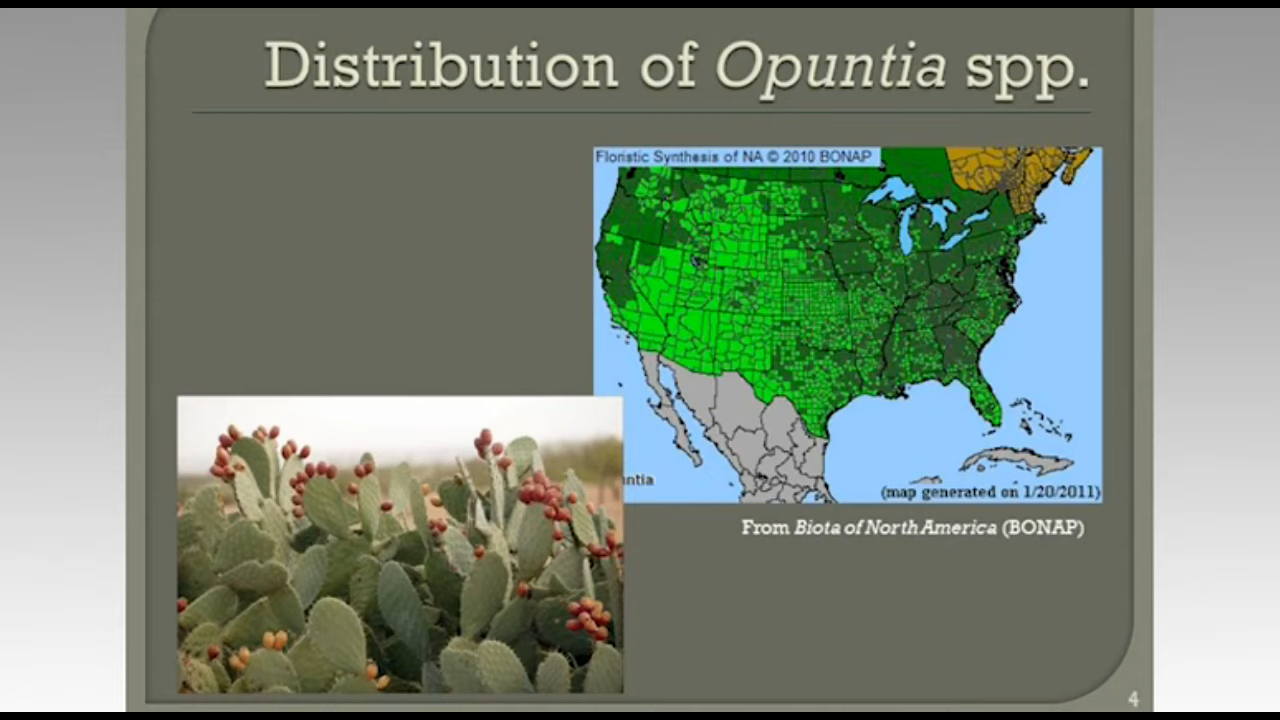 Distribution of Opuntia spp.
Floristic Synthesis of NA © 2010 BONAP
ntia
(map generated on 1/20/2011)
From Biota of North America (BONAP)
4